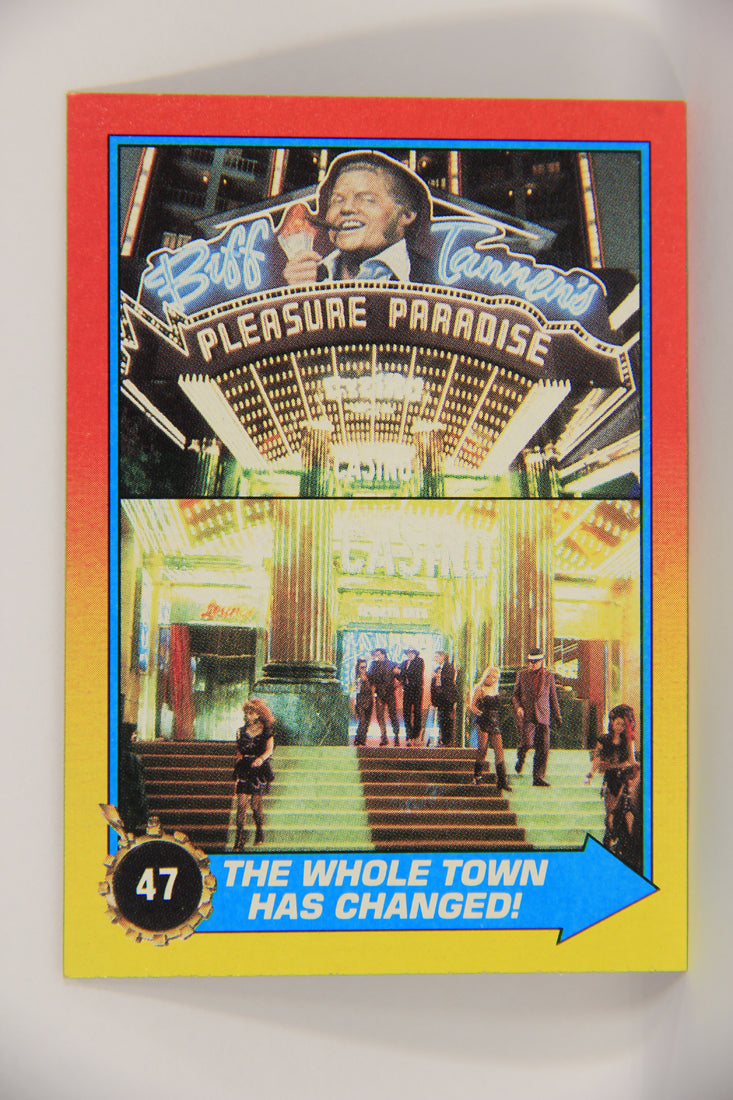 Biff Tannen's
PLEASURE PARADISE
CASINO
CASINO
47
THE WHOLE TOWN
HAS CHANGED!